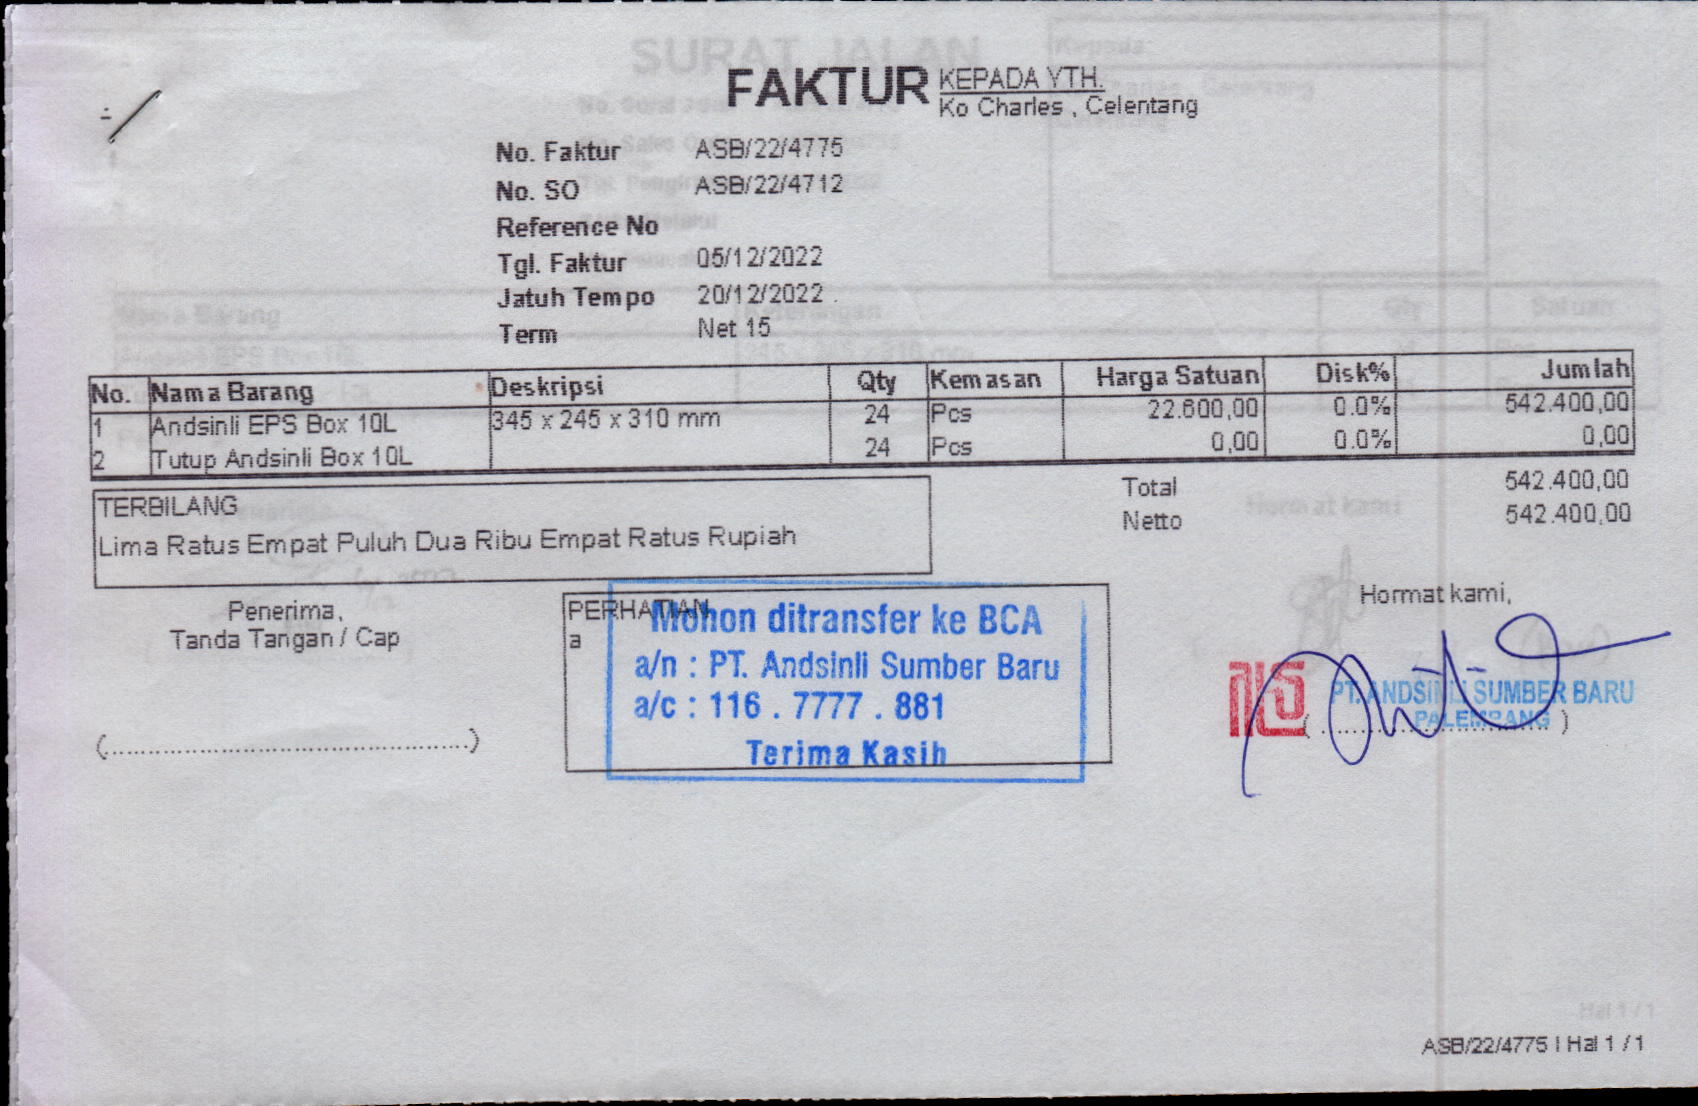 FAKTUR
KEPADA YTH.
Ko Charles , Celentang
No. Faktur ASB/22/4775
No. SO ASB/22/4712
Reference No
Tgl. Faktur 05/12/2022
Jatuh Tempo 20/12/2022
Term Net 15
No. Nama Barang Deskripsi Qty Kemasan Harga Satuan Disk% Jumlah
1 Andsinli EPS Box 10L 345 x 245 x 310 mm 24 Pcs 22.600,00 0.0% 542.400,00
2 Tutup Andsinli Box 10L 24 Pcs 0,00 0.0% 0,00
Total 542.400,00
Netto 542.400,00
TERBILANG
Lima Ratus Empat Puluh Dua Ribu Empat Ratus Rupiah
Penerima,
Tanda Tangan / Cap
(..............................................)
PERHATIAN
a
Mohon ditransfer ke BCA
a/n : PT. Andsinli Sumber Baru
a/c : 116 . 7777 . 881
Terima Kasih
Hormat kami,
PT. ANDSINLI SUMBER BARU
PALEMBANG
ASB/22/4775 | Hal 1 / 1